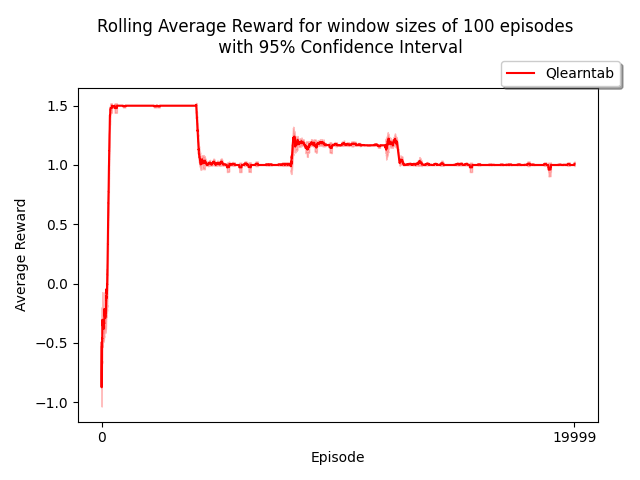 Rolling Average Reward for window sizes of 100 episodes
with 95% Confidence Interval
Qlearntab
1.5
1.0
0.5
0.0
−0.5
−1.0
Average Reward
0
19999
Episode